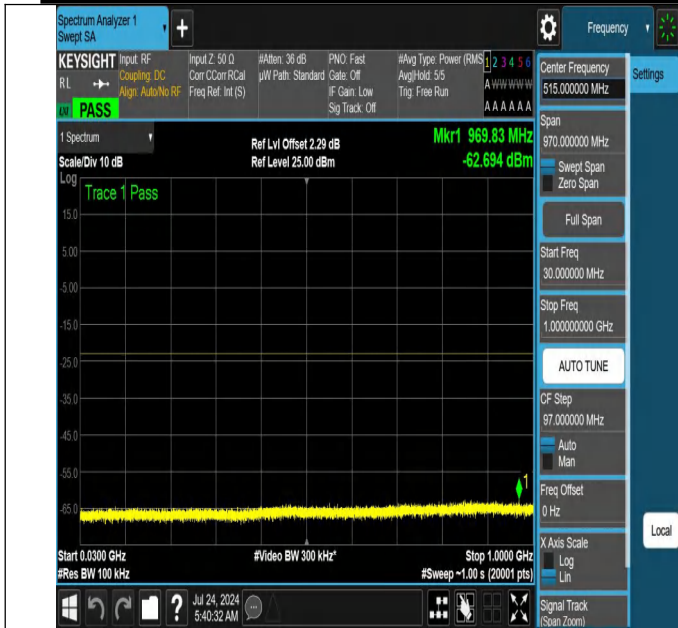 Spectrum Analyzer 1
Swept SA
+
Frequency
KEYSIGHT
RL
PASS
Input: RF
Coupling: DC
Align: Auto/No RF
Input Z: 50 Ω
Corr CCorr RCal
Freq Ref: Int (S)
#Atten: 36 dB
µW Path: Standard
PNO: Fast
Gate: Off
IF Gain: Low
Sig Track: Off
#Avg Type: Power (RMS
Avg|Hold: 5/5
Trig: Free Run
1 2 3 4 5 6
A W W W W W
A A A A A A
Center Frequency
515.000000 MHz
Settings
Span
970.000000 MHz
Swept Span
Zero Span
Full Span
Start Freq
30.000000 MHz
Stop Freq
1.000000000 GHz
AUTO TUNE
CF Step
97.000000 MHz
Auto
Man
Freq Offset
0 Hz
X Axis Scale
Log
Lin
Local
Signal Track
(Span Zoom)
1 Spectrum
Scale/Div 10 dB
Ref Lvl Offset 2.29 dB
Ref Level 25.00 dBm
Mkr1 969.83 MHz
-62.694 dBm
Log
Trace 1 Pass
15.0
5.00
-5.00
-15.0
-25.0
-35.0
-45.0
-55.0
-65.0
1
Start 0.0300 GHz
#Res BW 100 kHz
#Video BW 300 kHz*
Stop 1.0000 GHz
#Sweep ~1.00 s (20001 pts)
?
Jul 24, 2024
5:40:32 AM